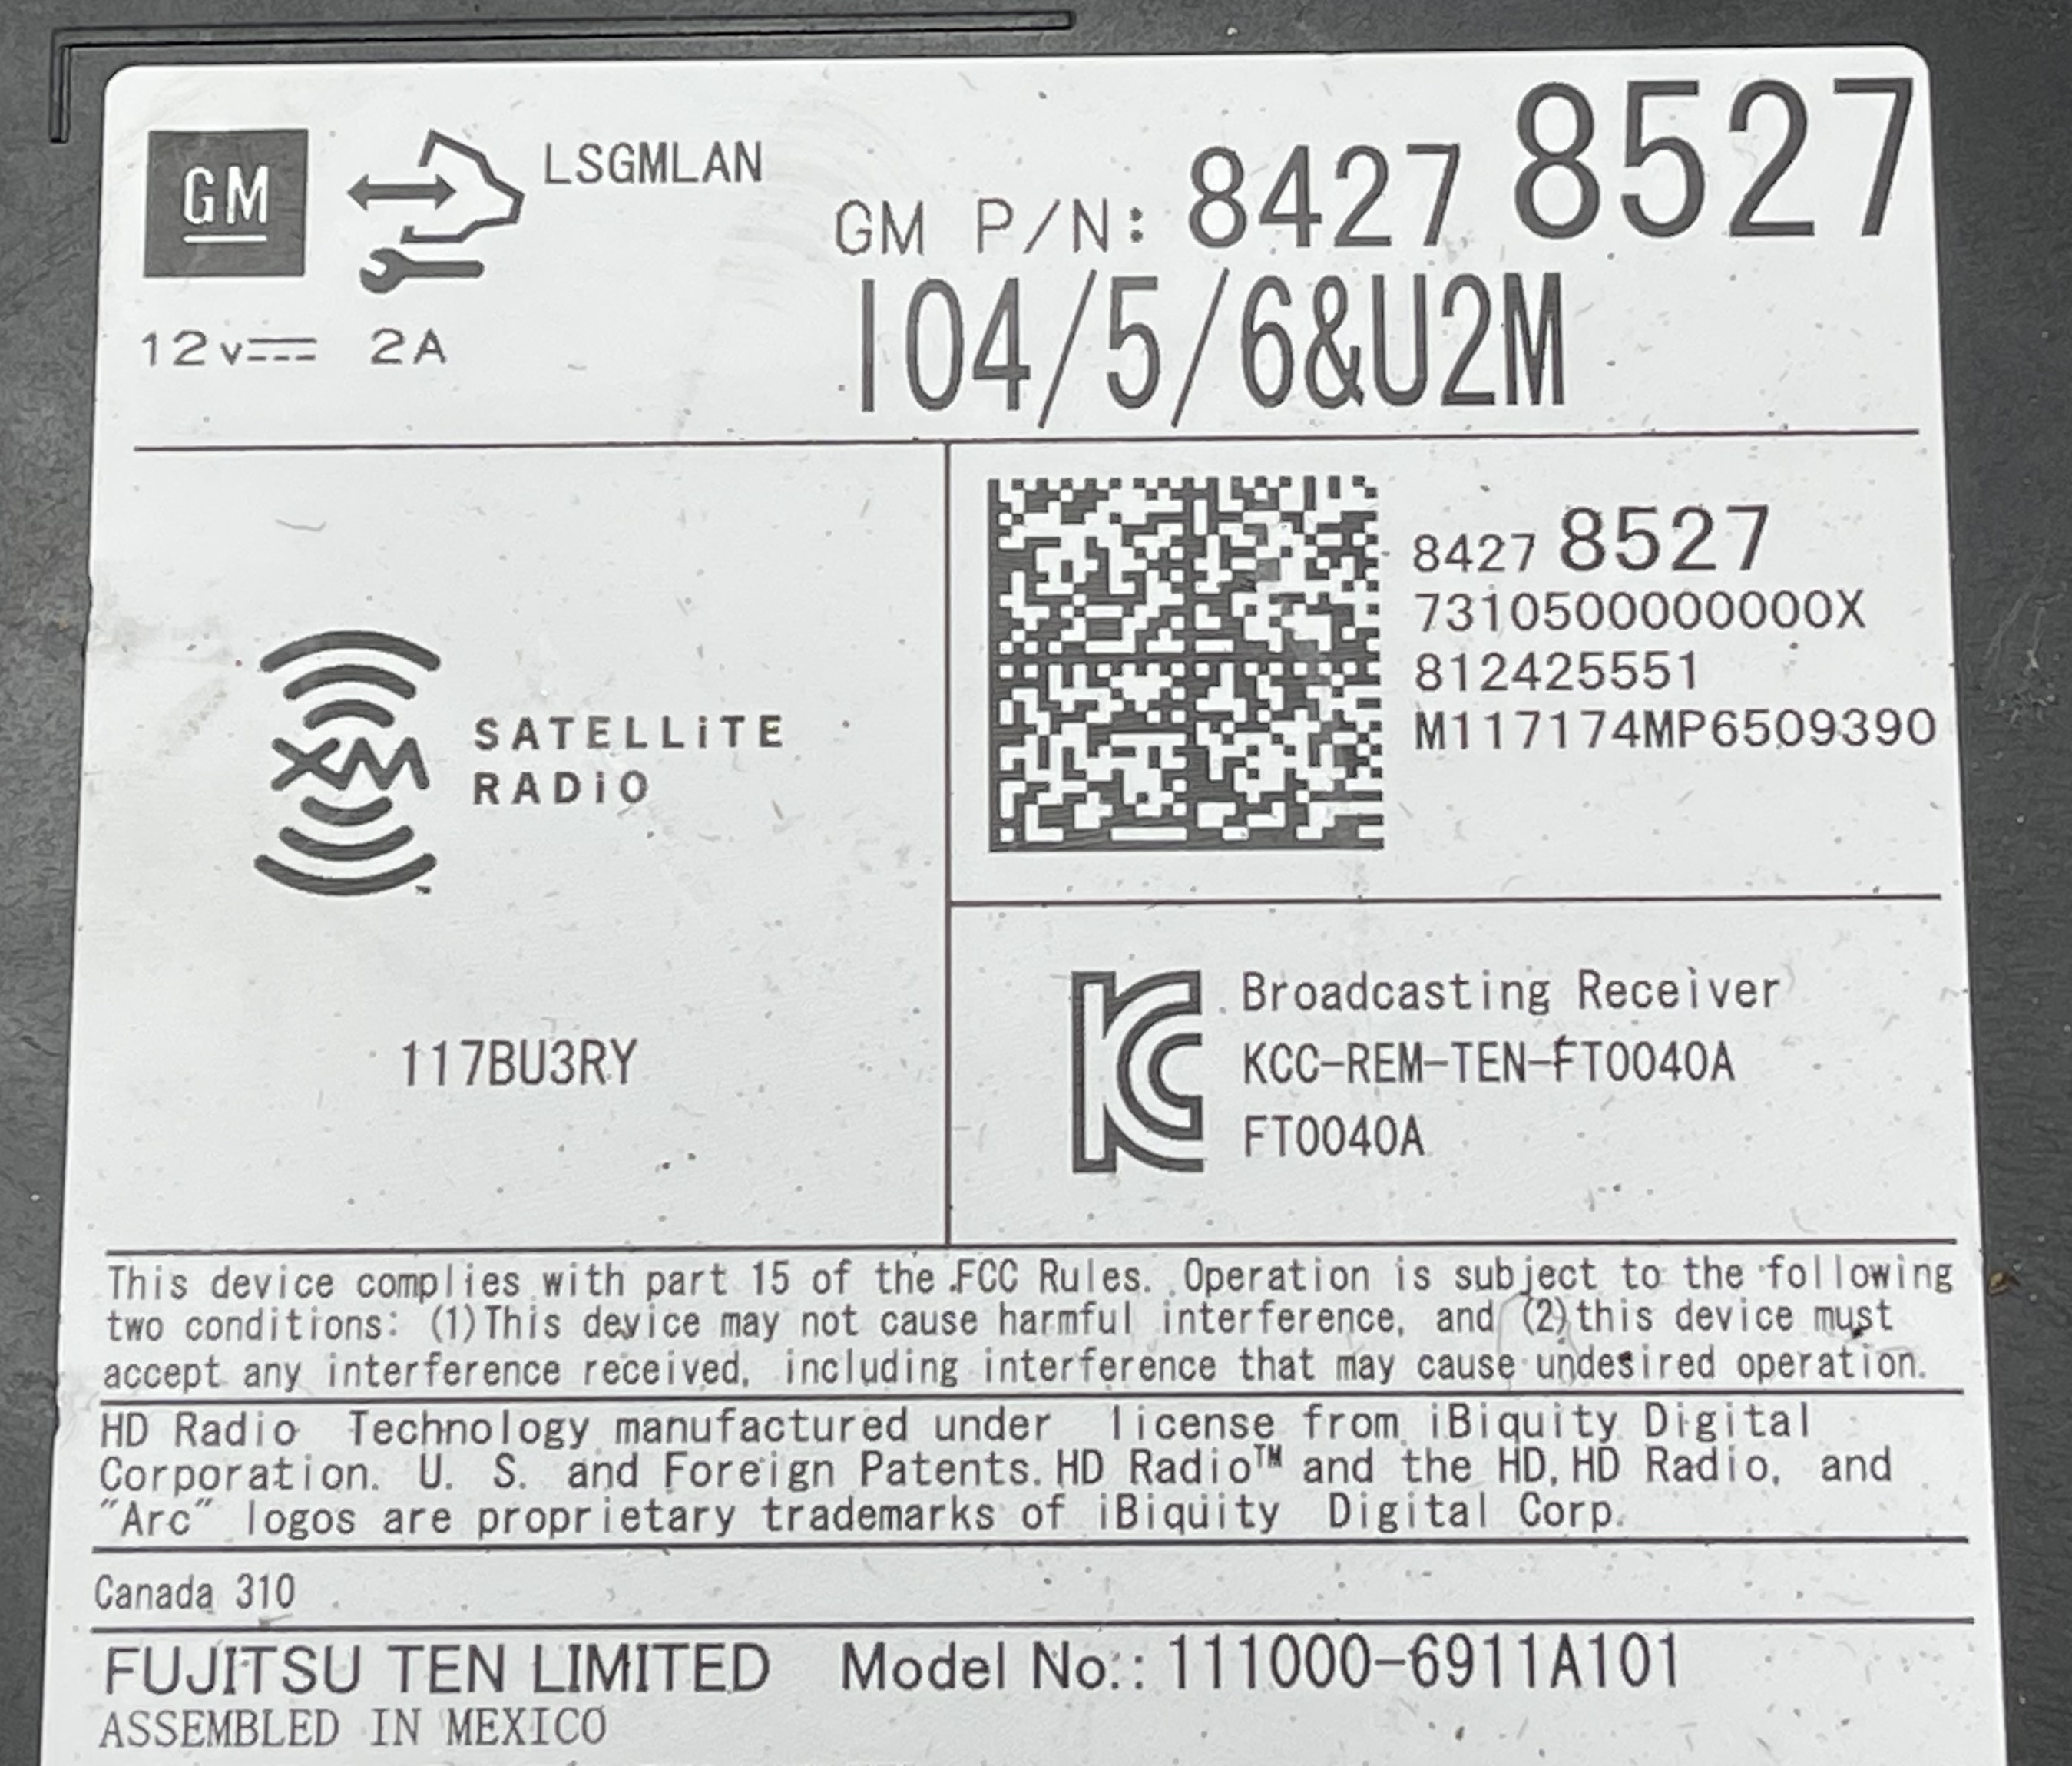 GM
LSGMLAN
GM P/N: 8427 8527
12v 2A
IO4/5/6&U2M
8427 8527
7310500000000X
812425551
M117174MP6509390
XM SATELLiTE
RADiO
™
117BU3RY
Broadcasting Receiver
KCC-REM-TEN-FT0040A
FT0040A
This device complies with part 15 of the FCC Rules. Operation is subject to the following
two conditions: (1)This device may not cause harmful interference, and (2)this device must
accept any interference received, including interference that may cause undesired operation.
HD Radio Technology manufactured under license from iBiquity Digital
Corporation. U. S. and Foreign Patents. HD Radio™ and the HD, HD Radio, and
"Arc" logos are proprietary trademarks of iBiquity Digital Corp.
Canada 310
FUJITSU TEN LIMITED Model No.: 111000-6911A101
ASSEMBLED IN MEXICO